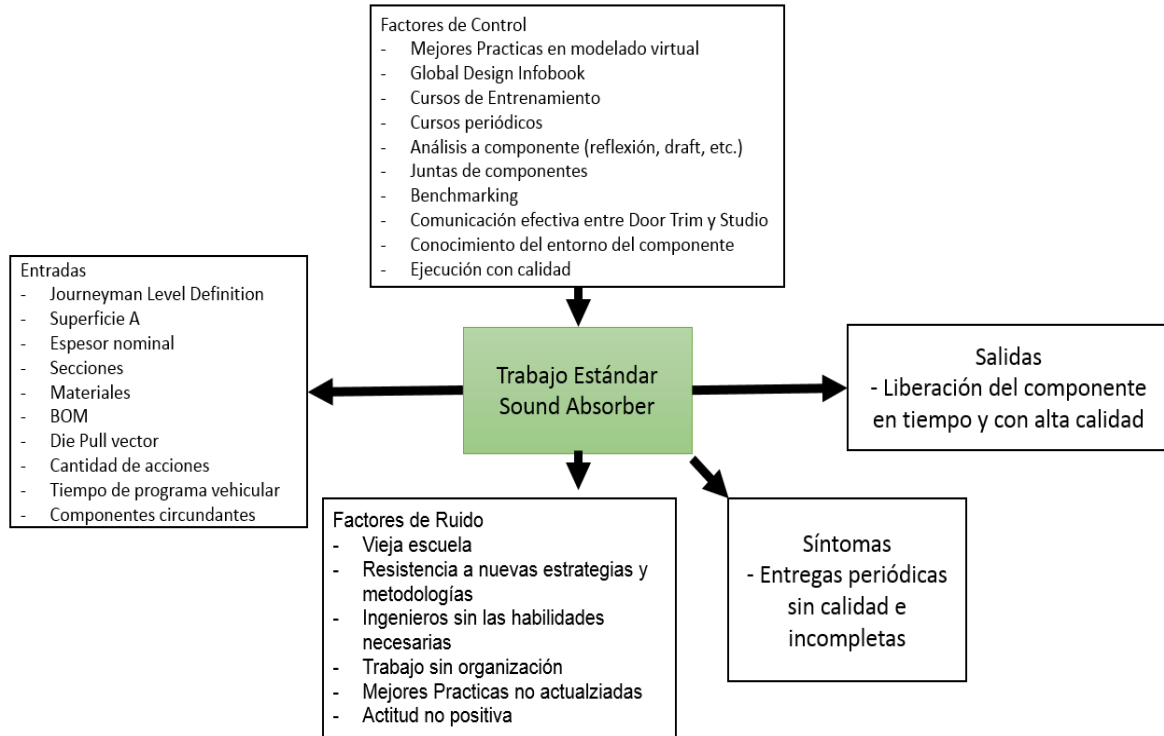 Factores de Control
- Mejores Practicas en modelado virtual
- Global Design Infobook
- Cursos de Entrenamiento
- Cursos periódicos
- Análisis a componente (reflexión, draft, etc.)
- Juntas de componentes
- Benchmarking
- Comunicación efectiva entre Door Trim y Studio
- Conocimiento del entorno del componente
- Ejecución con calidad
Entradas
- Journeyman Level Definition
- Superficie A
- Espesor nominal
- Secciones
- Materiales
- BOM
- Die Pull vector
- Cantidad de acciones
- Tiempo de programa vehicular
- Componentes circundantes
Trabajo Estándar
Sound Absorber
Salidas
- Liberación del componente
en tiempo y con alta calidad
Factores de Ruido
- Vieja escuela
- Resistencia a nuevas estrategias y
metodologías
- Ingenieros sin las habilidades
necesarias
- Trabajo sin organización
- Mejores Practicas no actualziadas
- Actitud no positiva
Síntomas
- Entregas periódicas
sin calidad e
incompletas